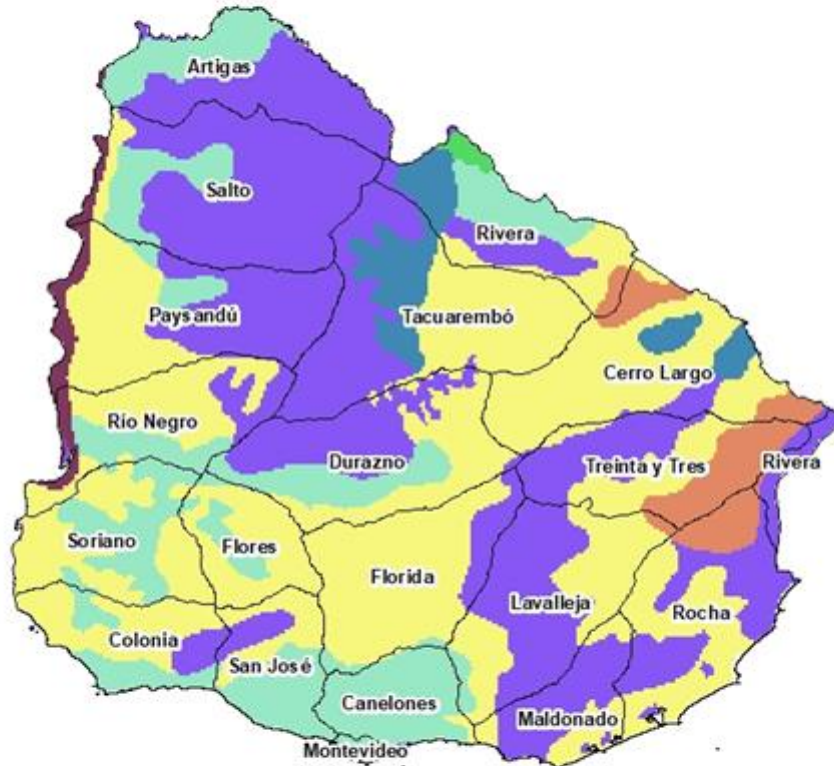 Artigas
Salto
Rivera
Paysandú
Tacuarembó
Cerro Largo
Río Negro
Durazno
Treinta y Tres
Rivera
Soriano
Flores
Florida
Lavalleja
Rocha
Colonia
San José
Canelones
Maldonado
Montevideo